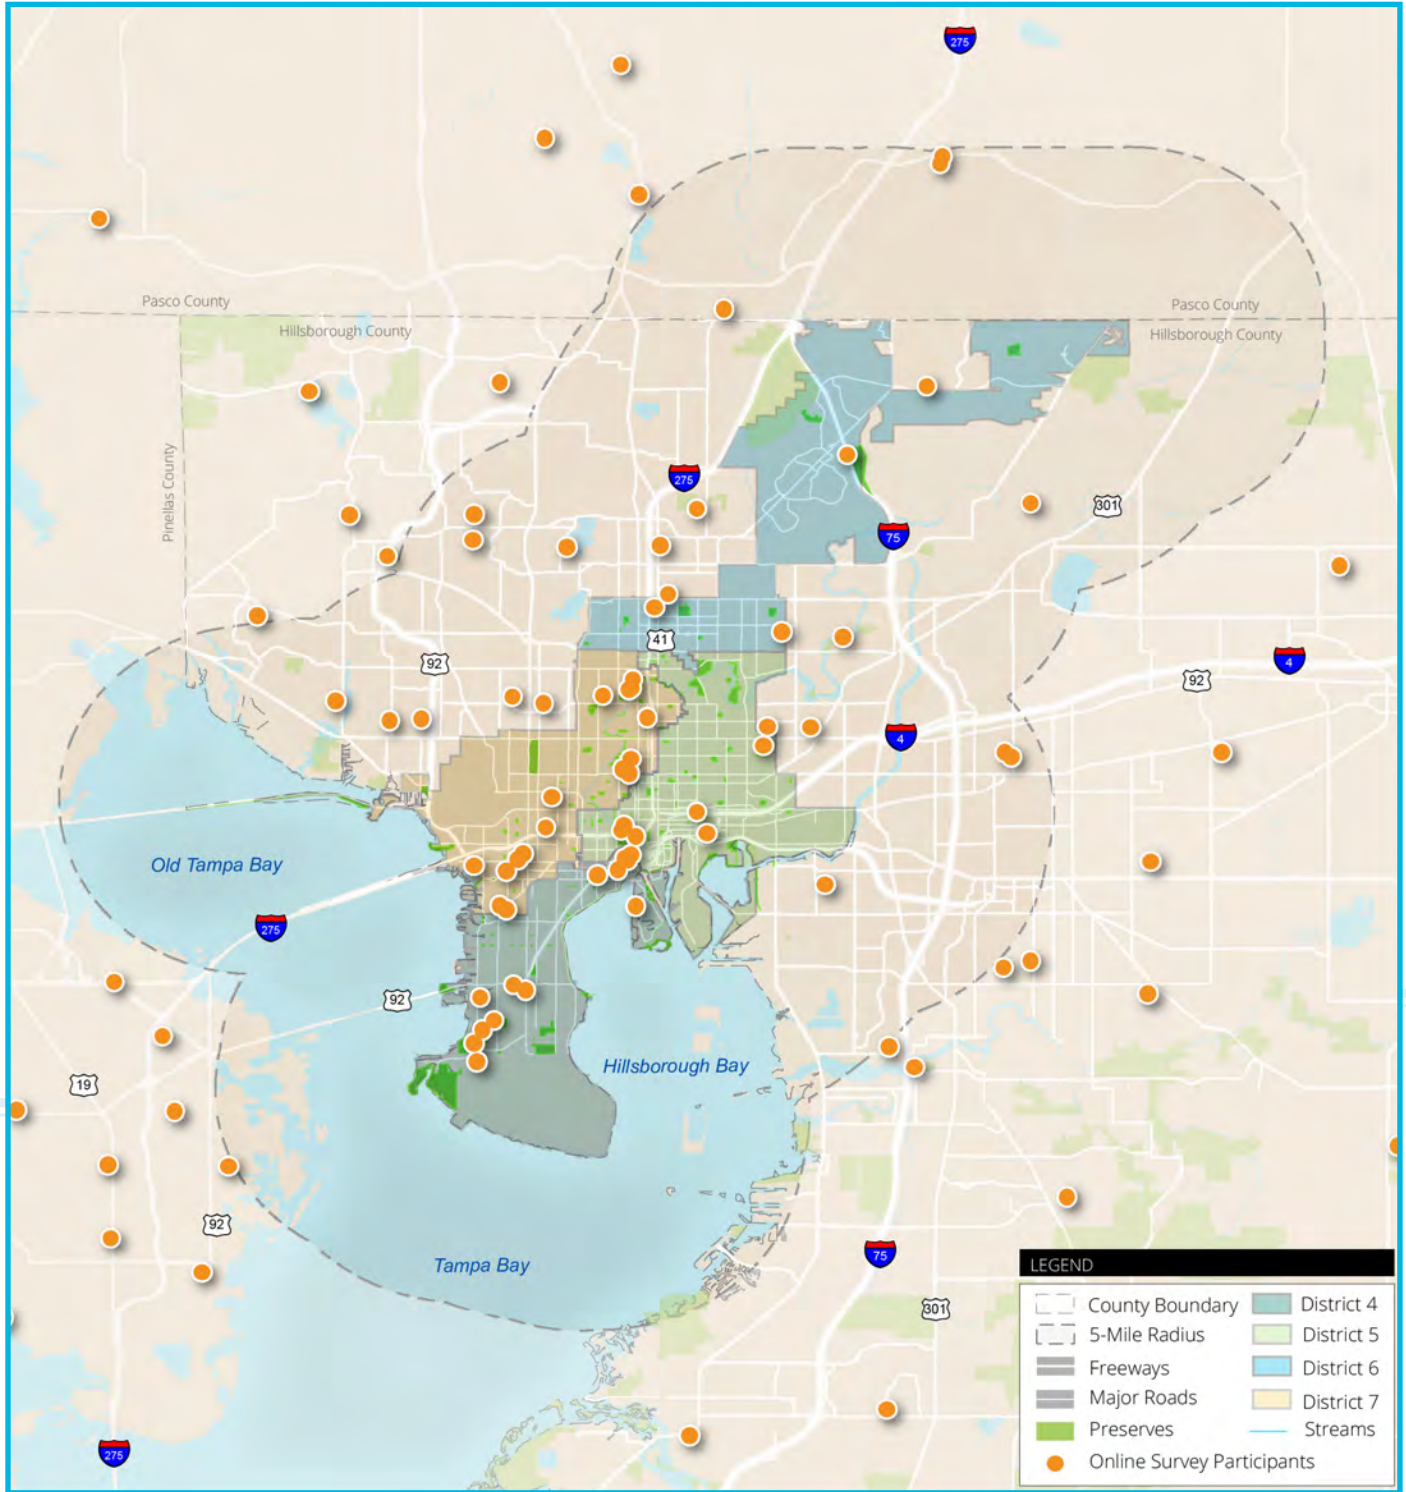 275
Pasco County
Pasco County
Hillsborough County
Hillsborough County
Pinellas County
275
301
75
41
92
4
92
4
Old Tampa Bay
275
92
Hillsborough Bay
19
92
75
Tampa Bay
301
275
LEGEND
County Boundary
District 4
5-Mile Radius
District 5
Freeways
District 6
Major Roads
District 7
Preserves
Streams
Online Survey Participants